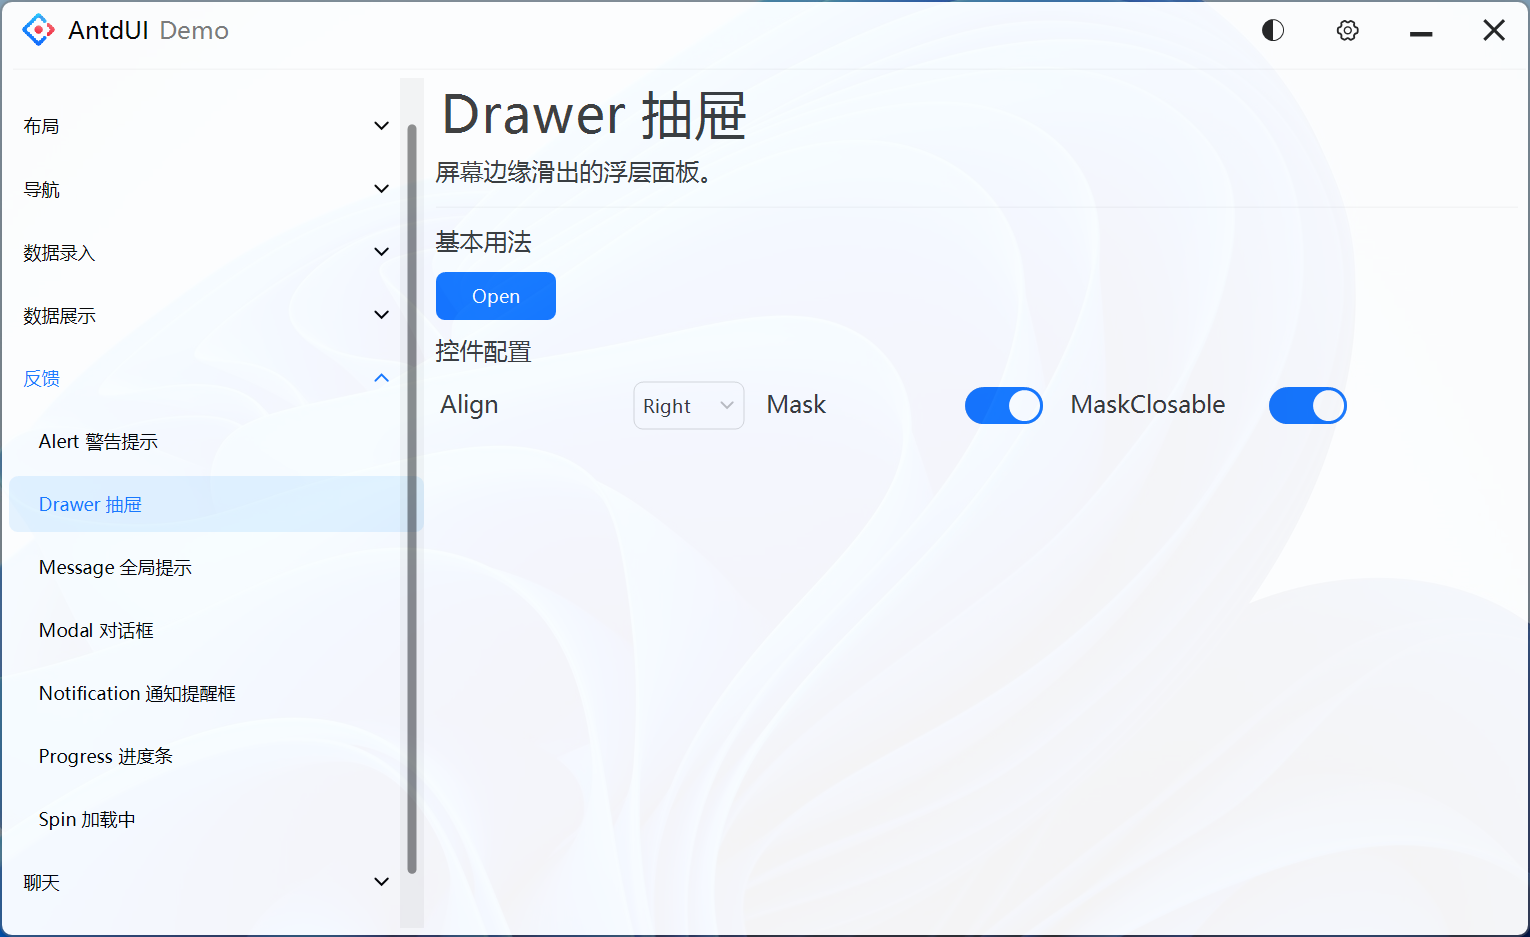 AntdUI Demo
布局
导航
数据录入
数据展示
反馈
Alert 警告提示
Drawer 抽屉
Message 全局提示
Modal 对话框
Notification 通知提醒框
Progress 进度条
Spin 加载中
聊天
Drawer 抽屉
屏幕边缘滑出的浮层面板。
基本用法
Open
控件配置
Align Right Mask MaskClosable